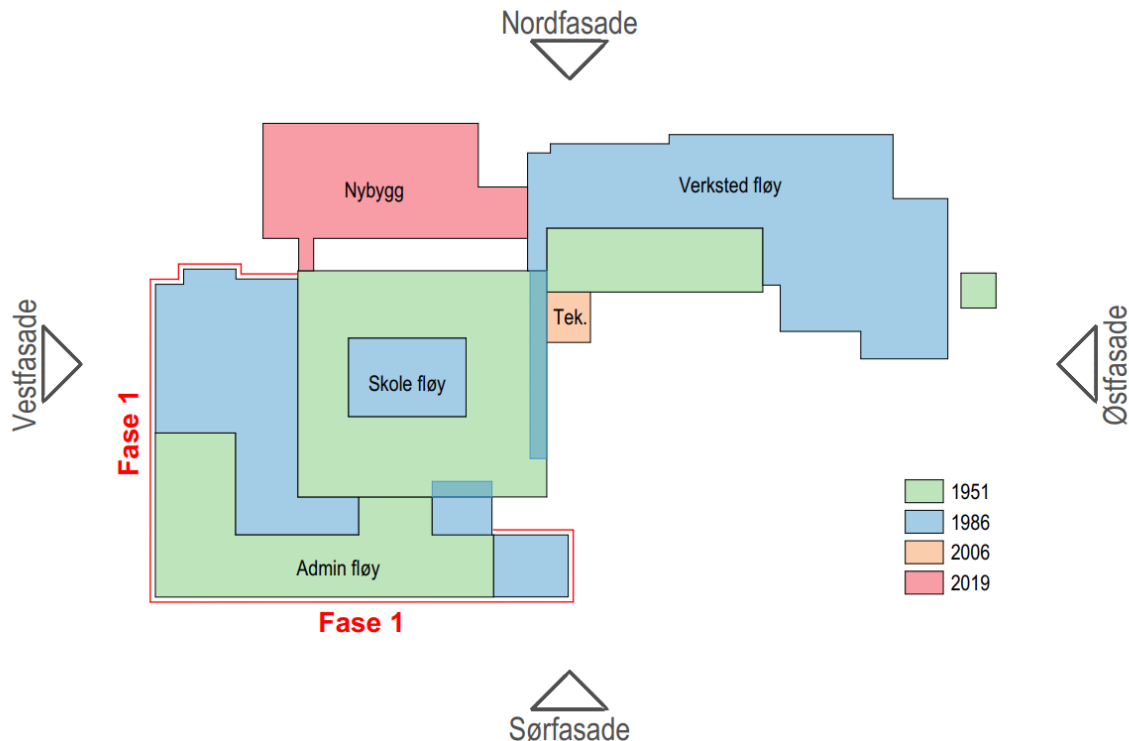 Nordfasade
Nybygg
Verksted fløy
Tek.
Skole fløy
Vestfasade
Østfasade
Fase 1
Admin fløy
Fase 1
1951
1986
2006
2019
Sørfasade